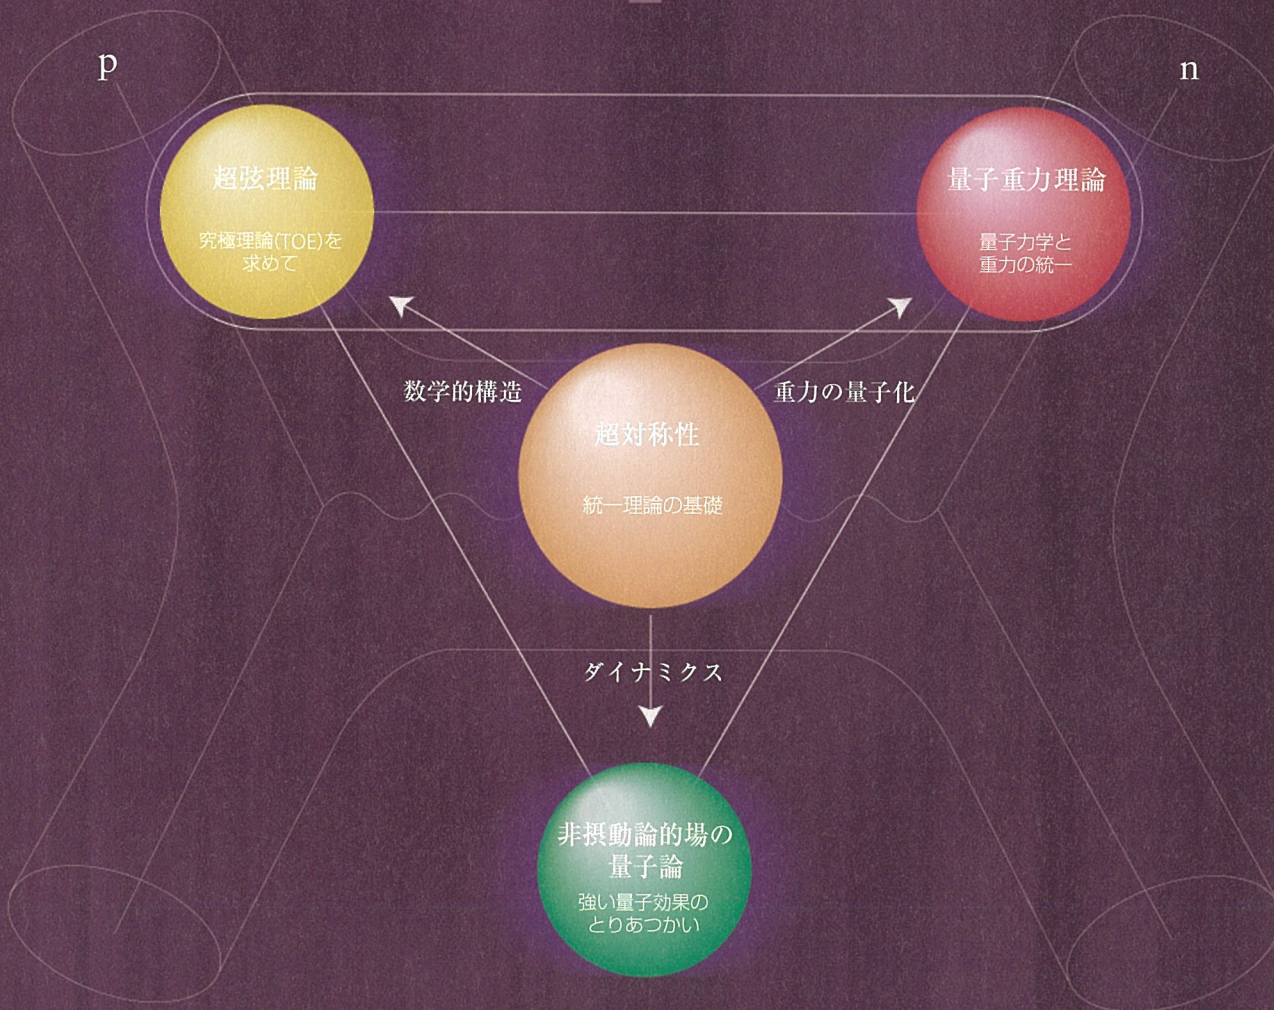 p
n
超弦理論
究極理論(TOE)を
求めて
量子重力理論
量子力学と
重力の統一
数学的構造
重力の量子化
超対称性
統一理論の基礎
ダイナミクス
非摂動論的場の
量子論
強い量子効果の
とりあつかい